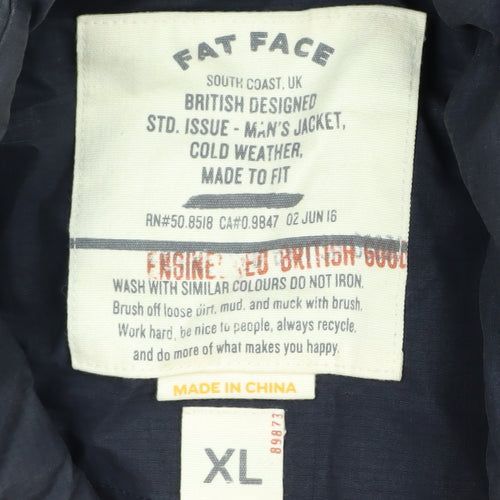 FAT FACE
SOUTH COAST, UK
BRITISH DESIGNED
STD. ISSUE - MAN'S JACKET,
COLD WEATHER,
MADE TO FIT
RN#50.8518 CA#0.9847 02 JUN 16
BRITISH GOOD
WASH WITH SIMILAR COLOURS DO NOT IRON.
Brush off loose dirt, mud, and muck with brush.
Work hard, be nice to people, always recycle,
and do more of what makes you happy.
MADE IN CHINA
XL
89873